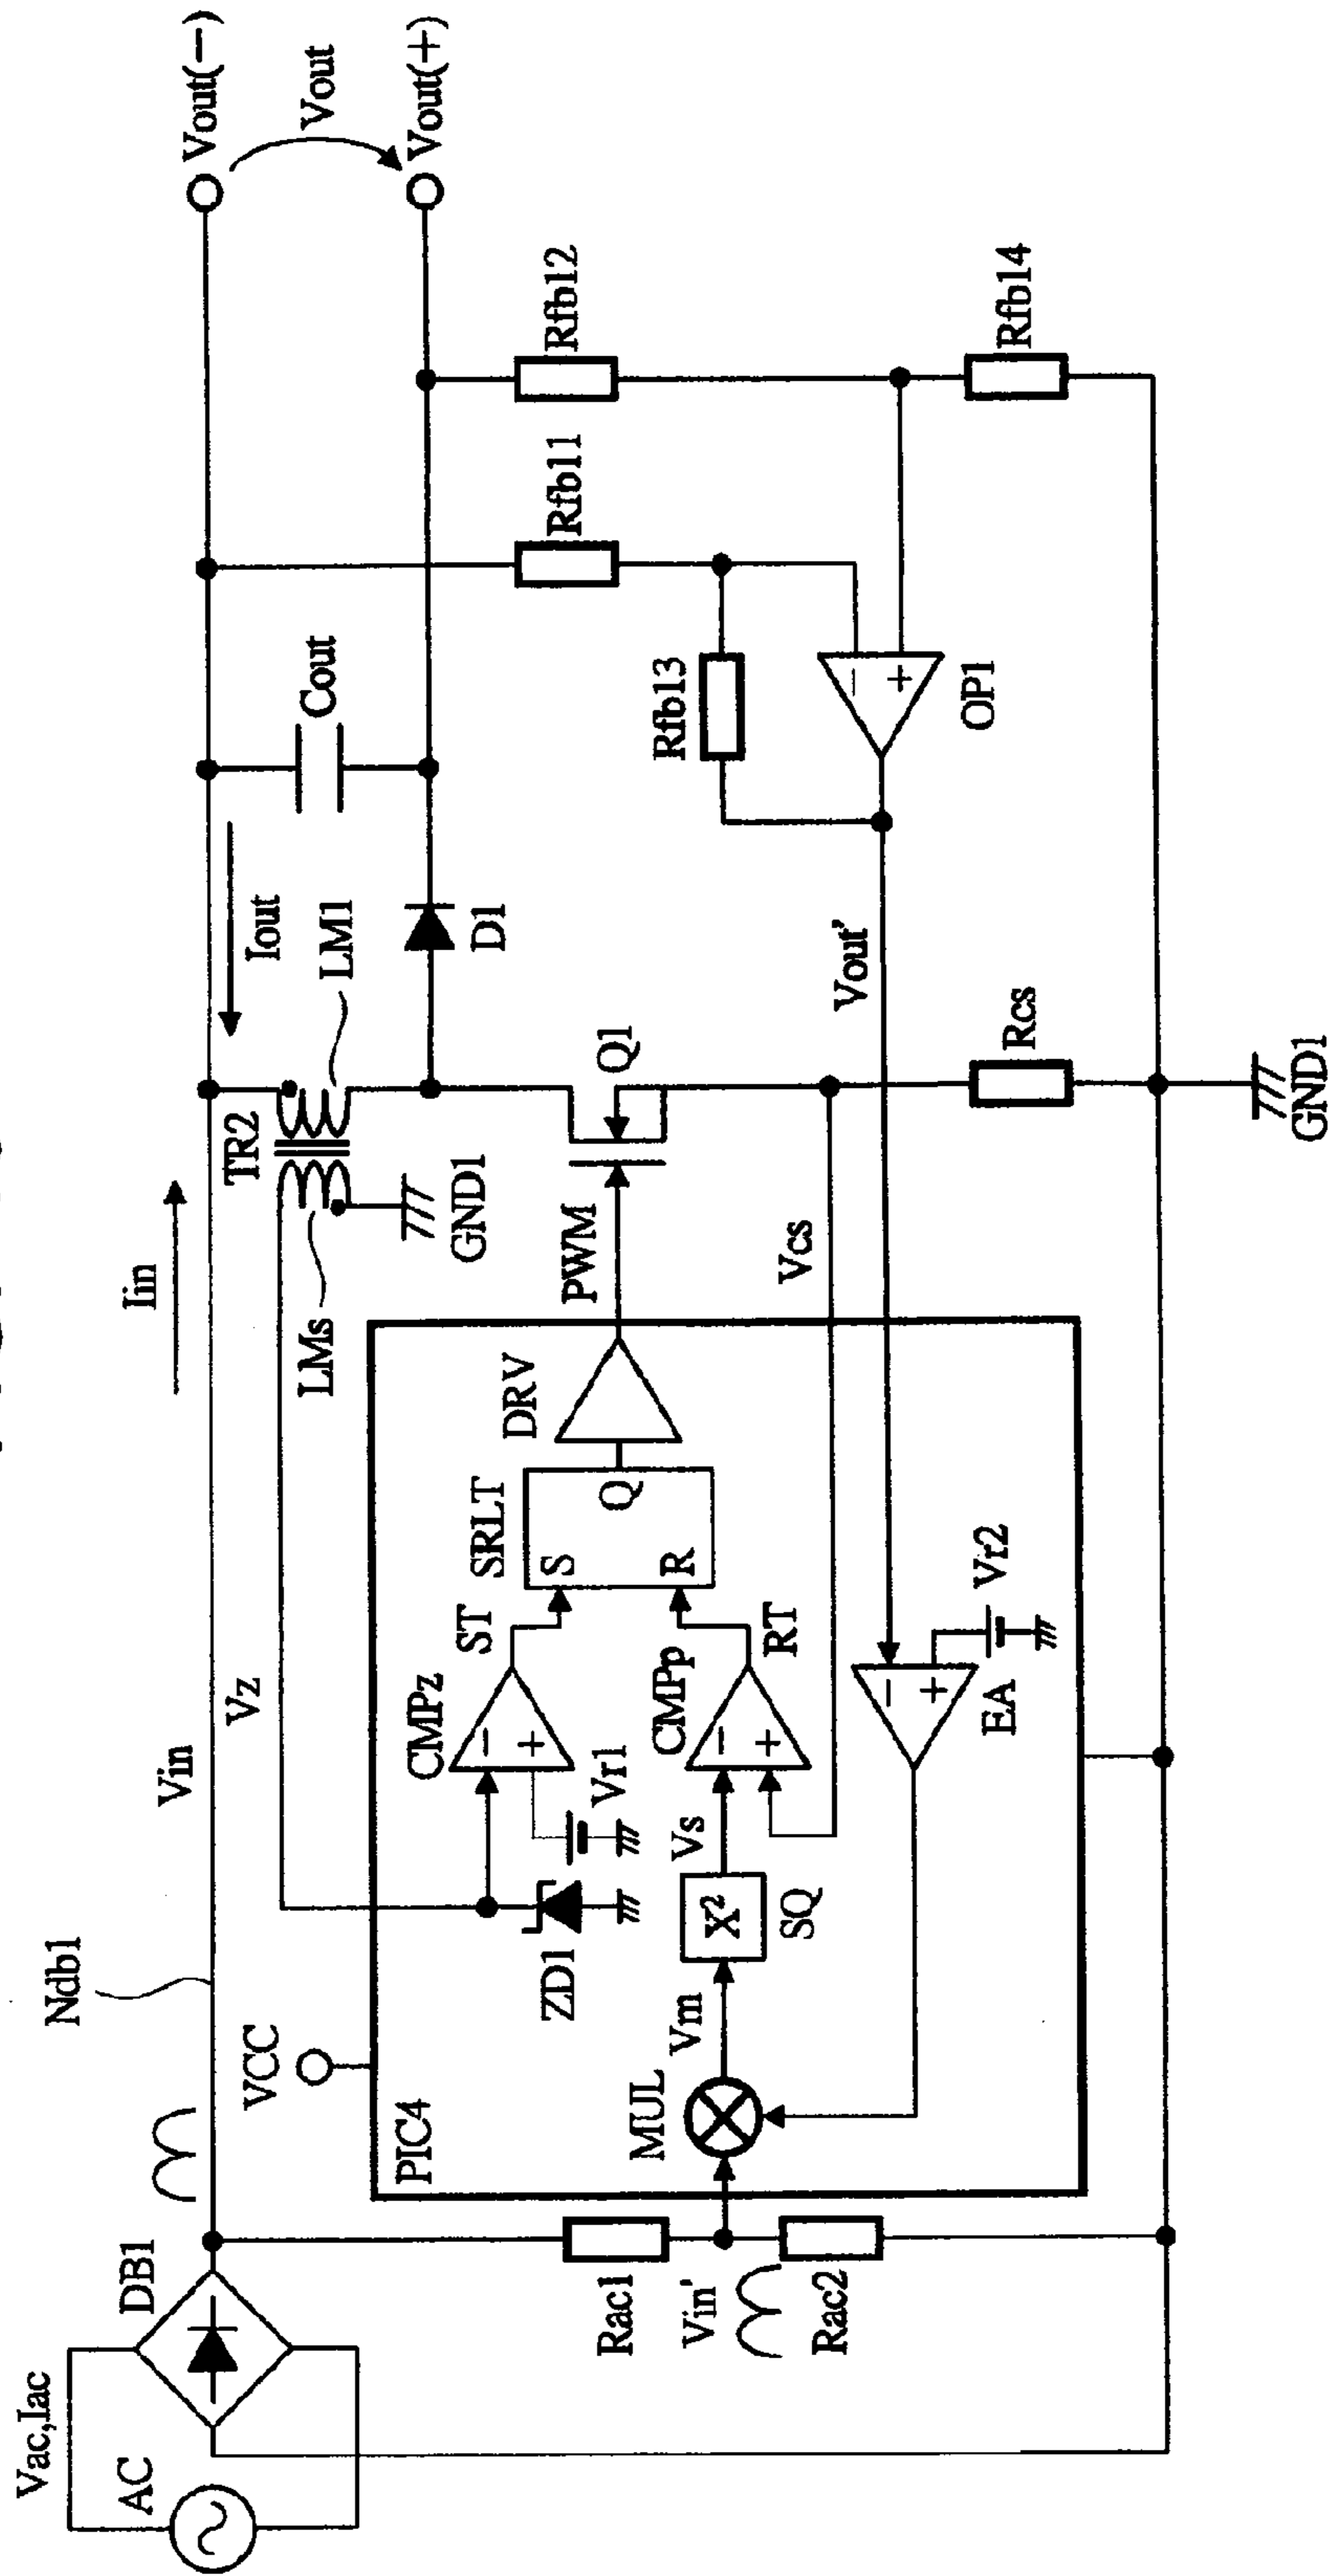 Vac,Iac
AC
DB1
Ndb1
Vin
Iin
Vz
VCC
PIC4
LMs
TR2
LM1
GND1
Iout
Cout
D1
Vout(−)
Vout
Vout(+)
Rfb11
Rfb12
Rfb13
Rfb14
−
+
OP1
Vout'
Q1
PWM
DRV
SRLT
S
Q
R
ST
CMPz
−
+
Vr1
ZD1
CMPp
−
+
RT
Vs
X²
SQ
Vm
MUL
Rac1
Vin'
Rac2
−
+
EA
Vr2
Vcs
Rcs
GND1